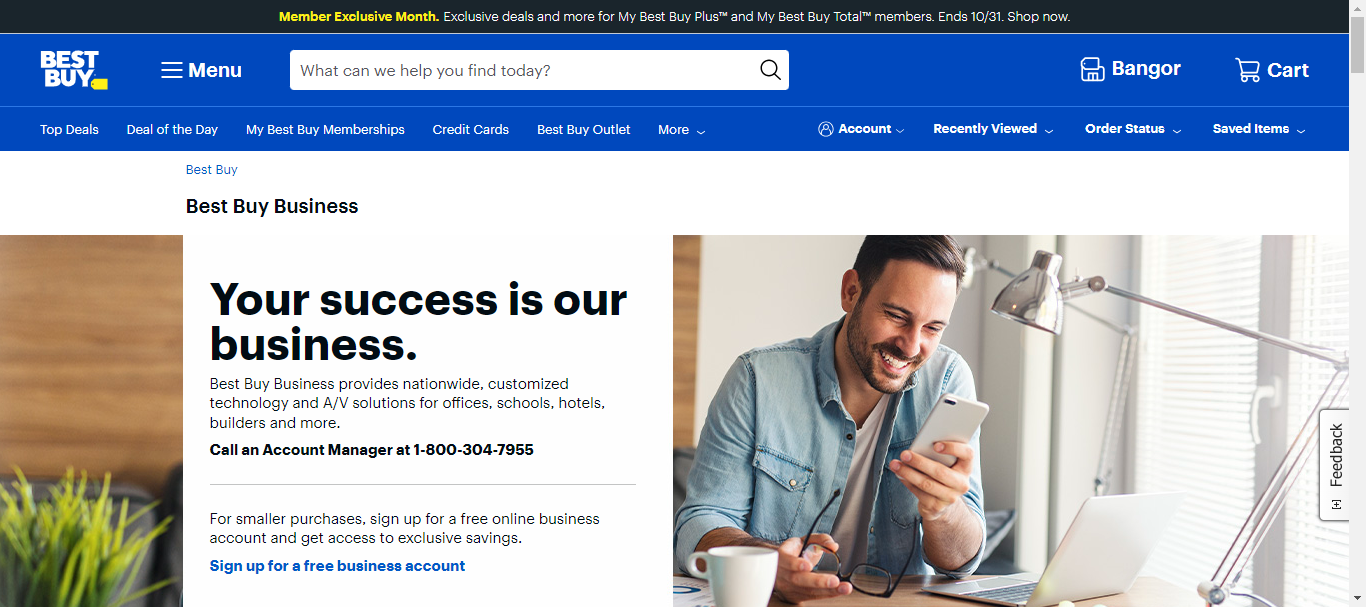 Member Exclusive Month. Exclusive deals and more for My Best Buy Plus™ and My Best Buy Total™ members. Ends 10/31. Shop now.
BEST
BUY
Menu
What can we help you find today?
Bangor
Cart
Top Deals
Deal of the Day
My Best Buy Memberships
Credit Cards
Best Buy Outlet
More
Account
Recently Viewed
Order Status
Saved Items
Best Buy
Best Buy Business
Your success is our
business.
Best Buy Business provides nationwide, customized
technology and A/V solutions for offices, schools, hotels,
builders and more.
Call an Account Manager at 1-800-304-7955
For smaller purchases, sign up for a free online business
account and get access to exclusive savings.
Sign up for a free business account
Feedback